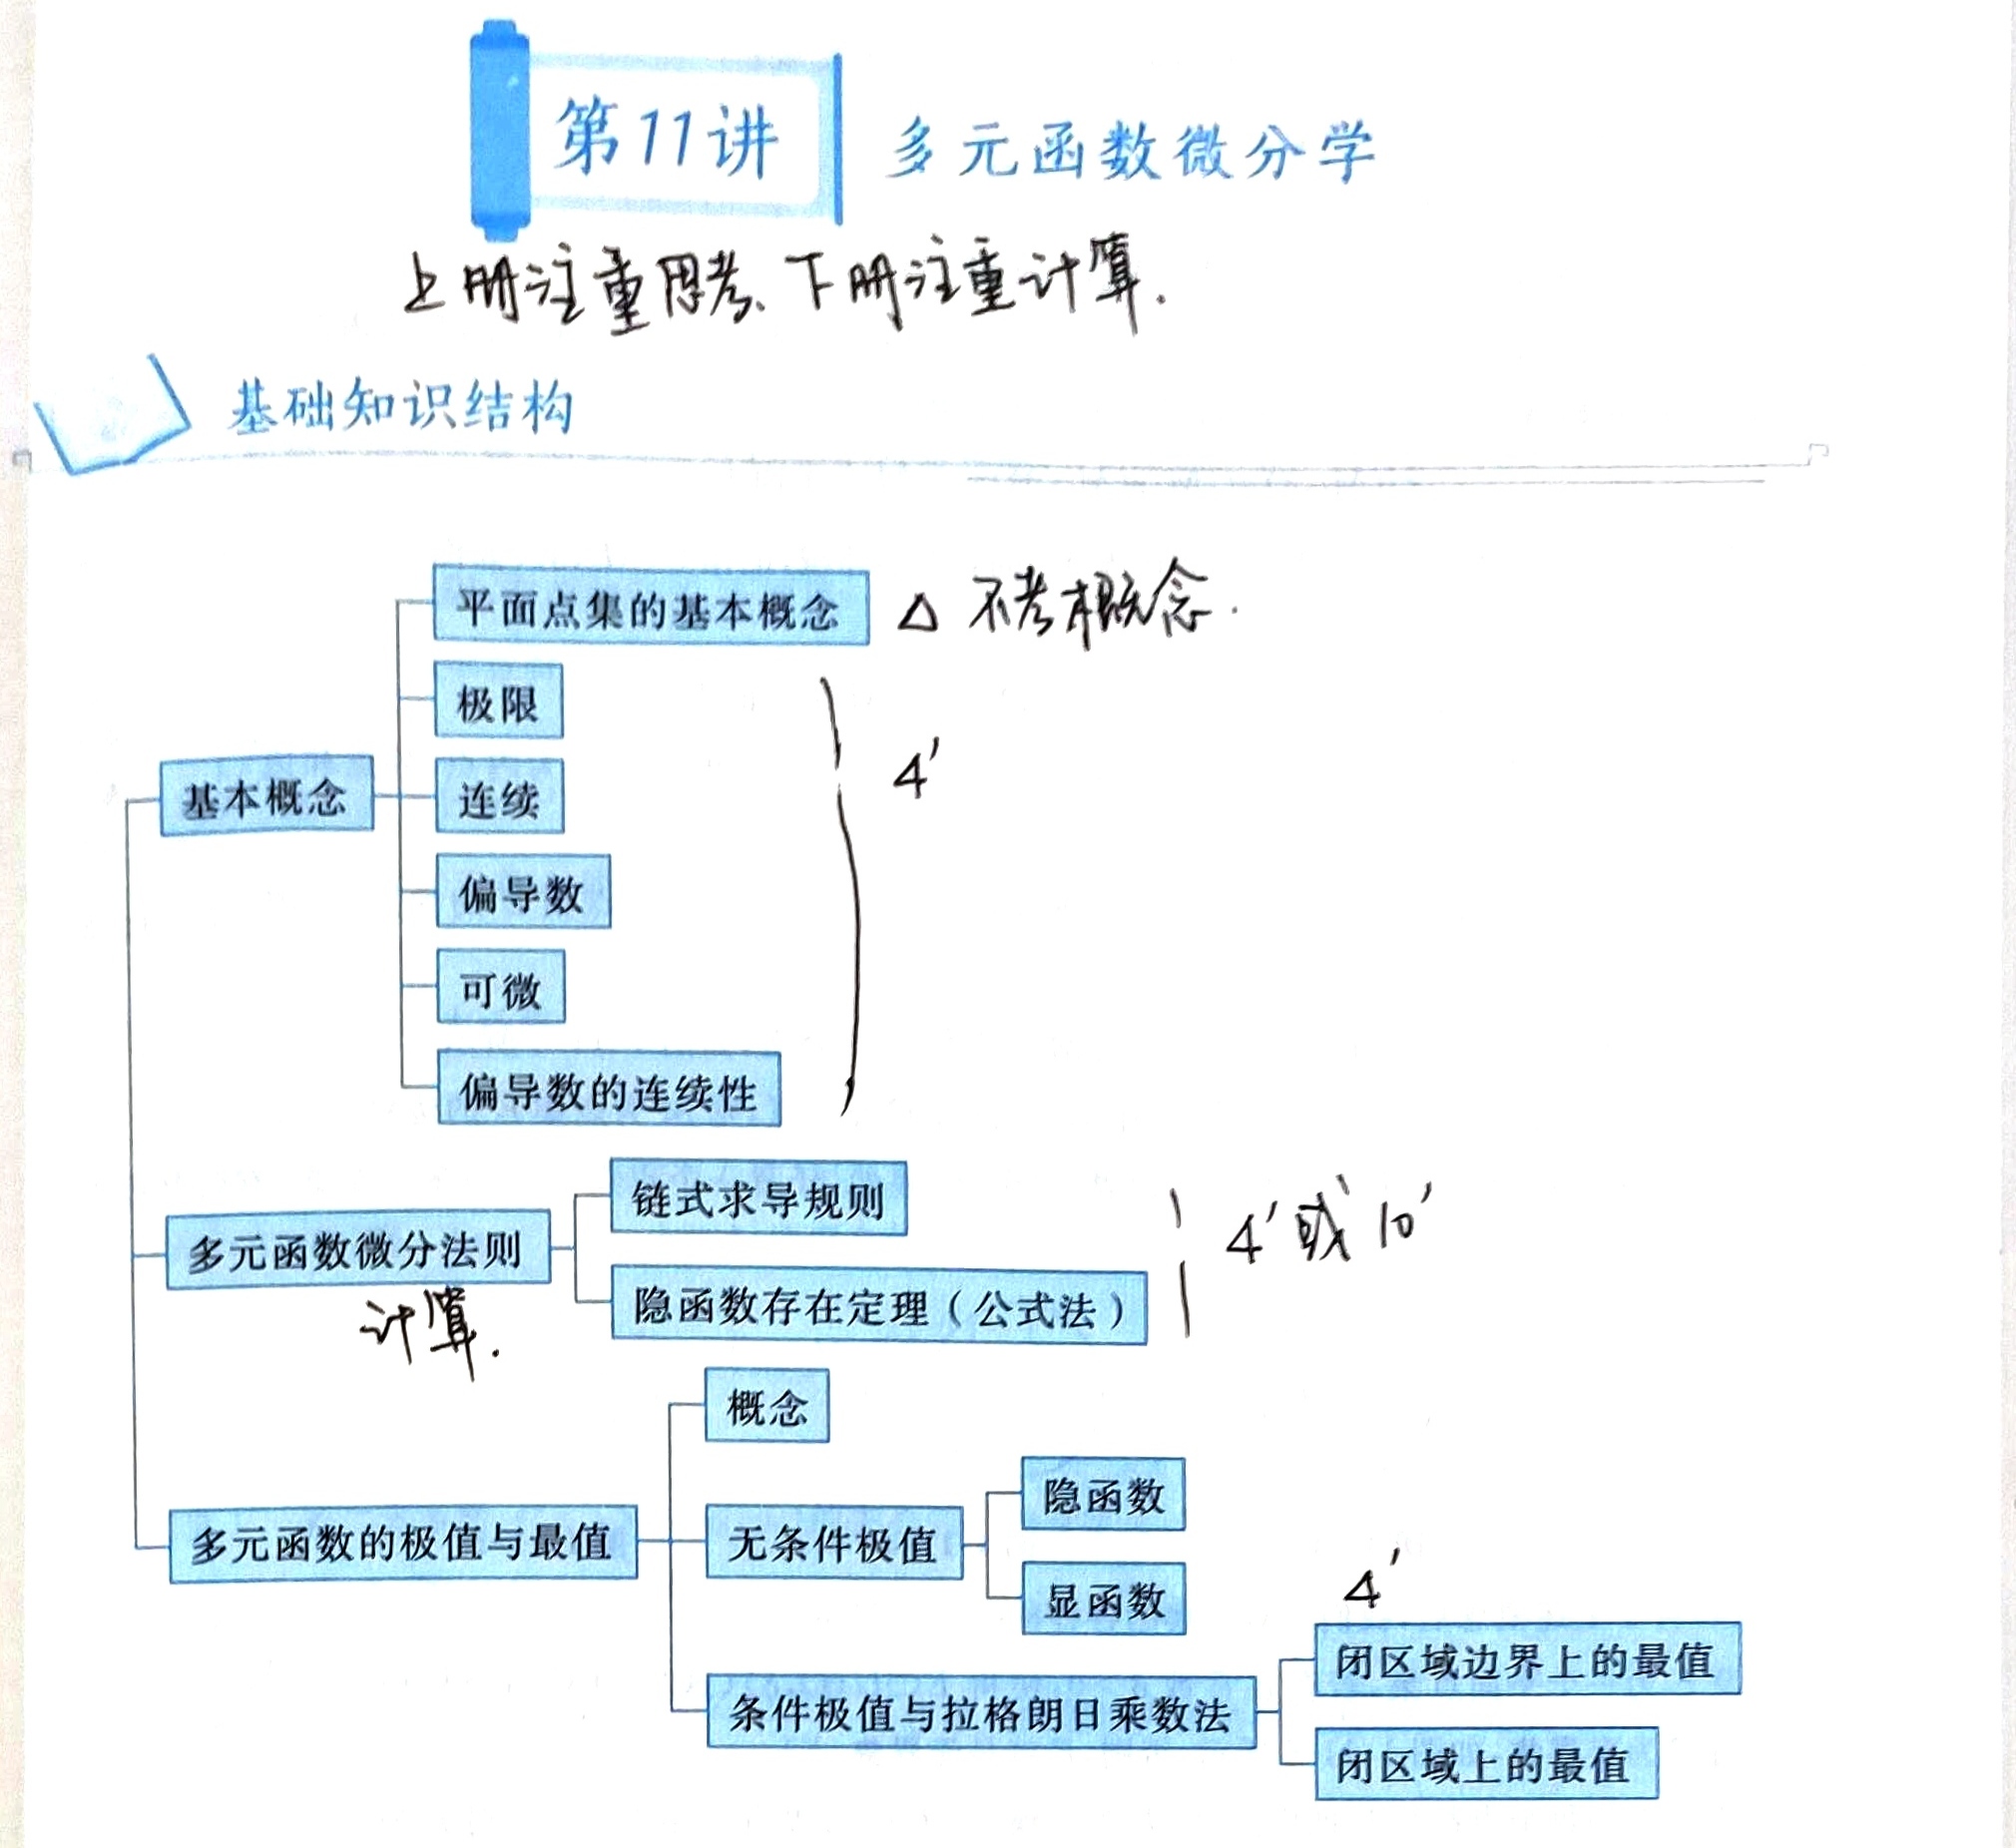 第11讲 多元函数微分学
上册注重思考、下册注重计算.
基础知识结构
平面点集的基本概念 △ 不考概念.
极限
4'
基本概念
连续
偏导数
可微
偏导数的连续性
链式求导规则
多元函数微分法则
4'或10'
隐函数存在定理（公式法）
计算.
概念
隐函数
多元函数的极值与最值
无条件极值
显函数
4'
闭区域边界上的最值
条件极值与拉格朗日乘数法
闭区域上的最值